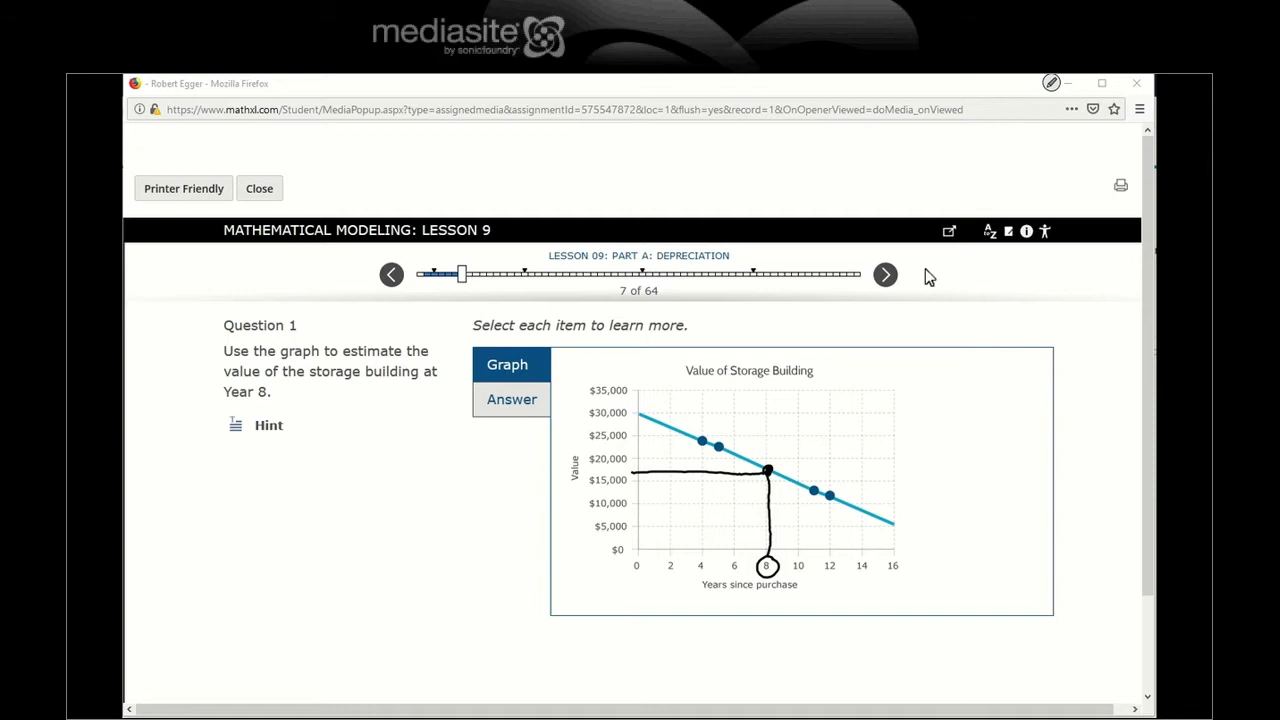 mediasite
by sonicfoundry
- Robert Egger - Mozilla Firefox
https://www.mathxl.com/Student/MediaPopup.aspx?type=assignedmedia&assignmentId=575547872&loc=1&flush=yes&record=1&OnOpenerViewed=doMedia_onViewed
Printer Friendly
Close
MATHEMATICAL MODELING: LESSON 9
LESSON 09: PART A: DEPRECIATION
7 of 64
Question 1
Use the graph to estimate the
value of the storage building at
Year 8.
Hint
Select each item to learn more.
Graph
Answer
Value of Storage Building
Value
$35,000
$30,000
$25,000
$20,000
$15,000
$10,000
$5,000
$0
0 2 4 6 8 10 12 14 16
Years since purchase